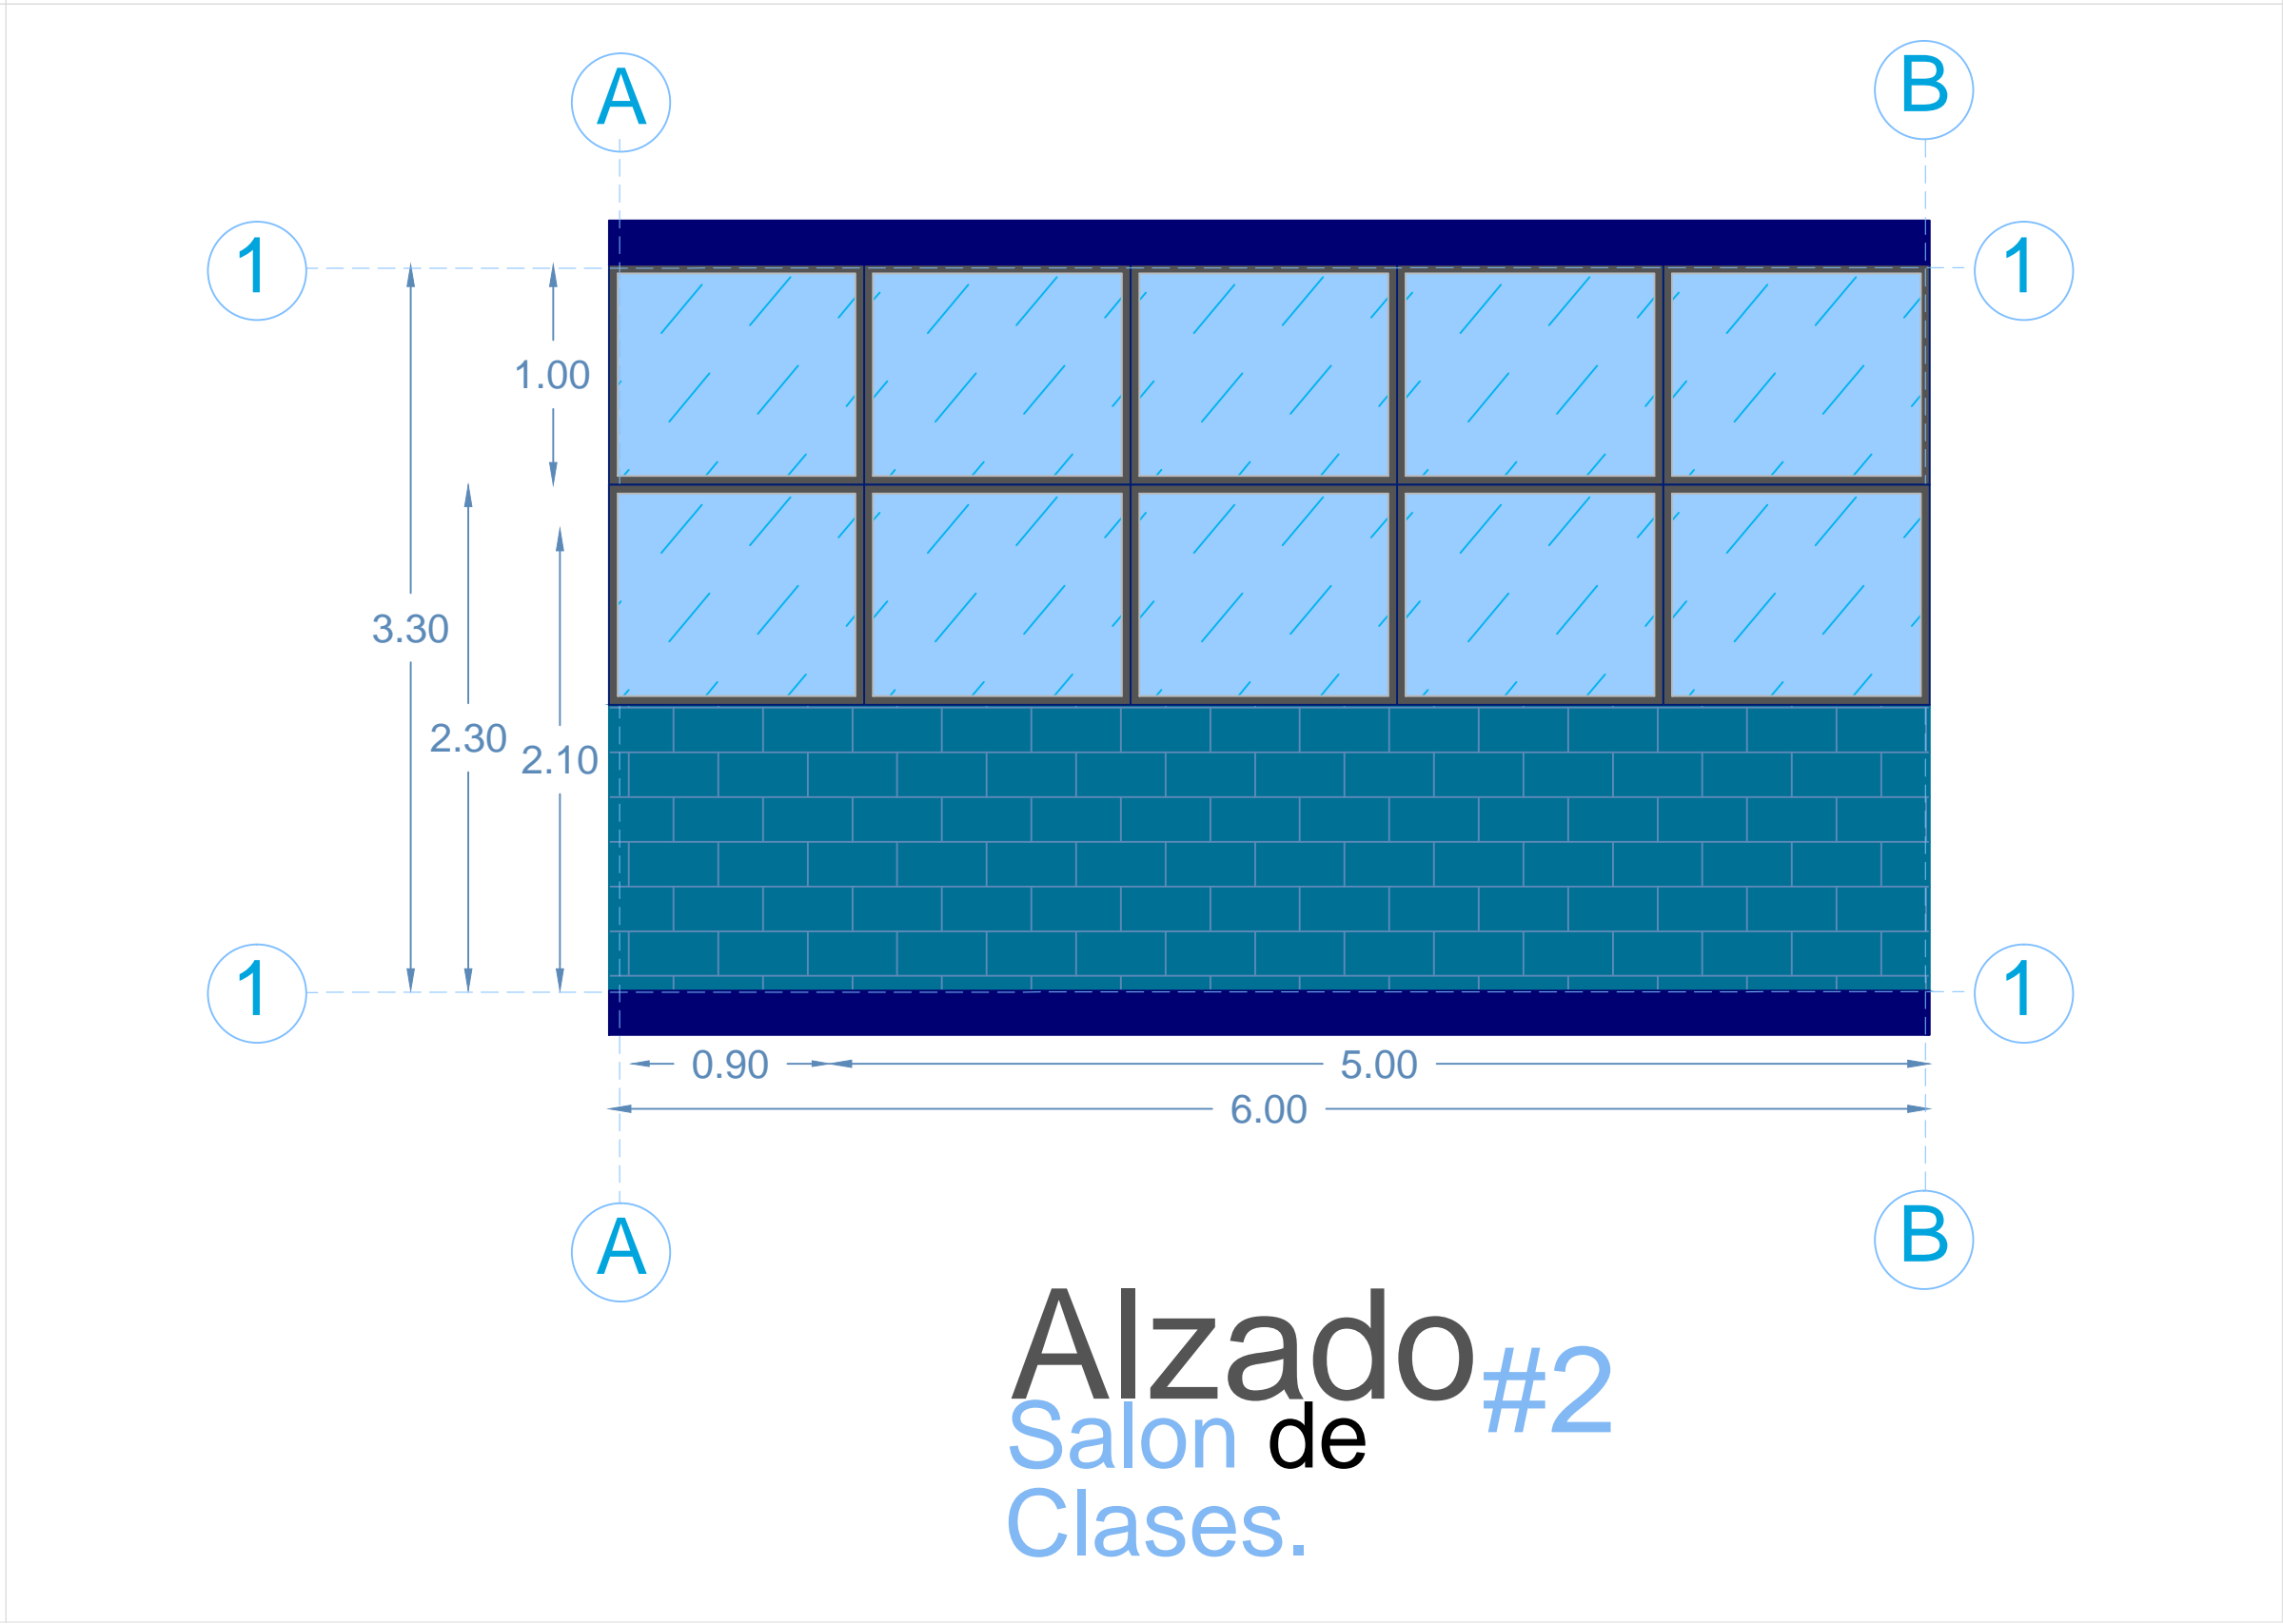 A
B
1
1
1.00
3.30
2.30
2.10
1
1
0.90
5.00
6.00
A
B
Alzado
#2
Salon de
Clases.